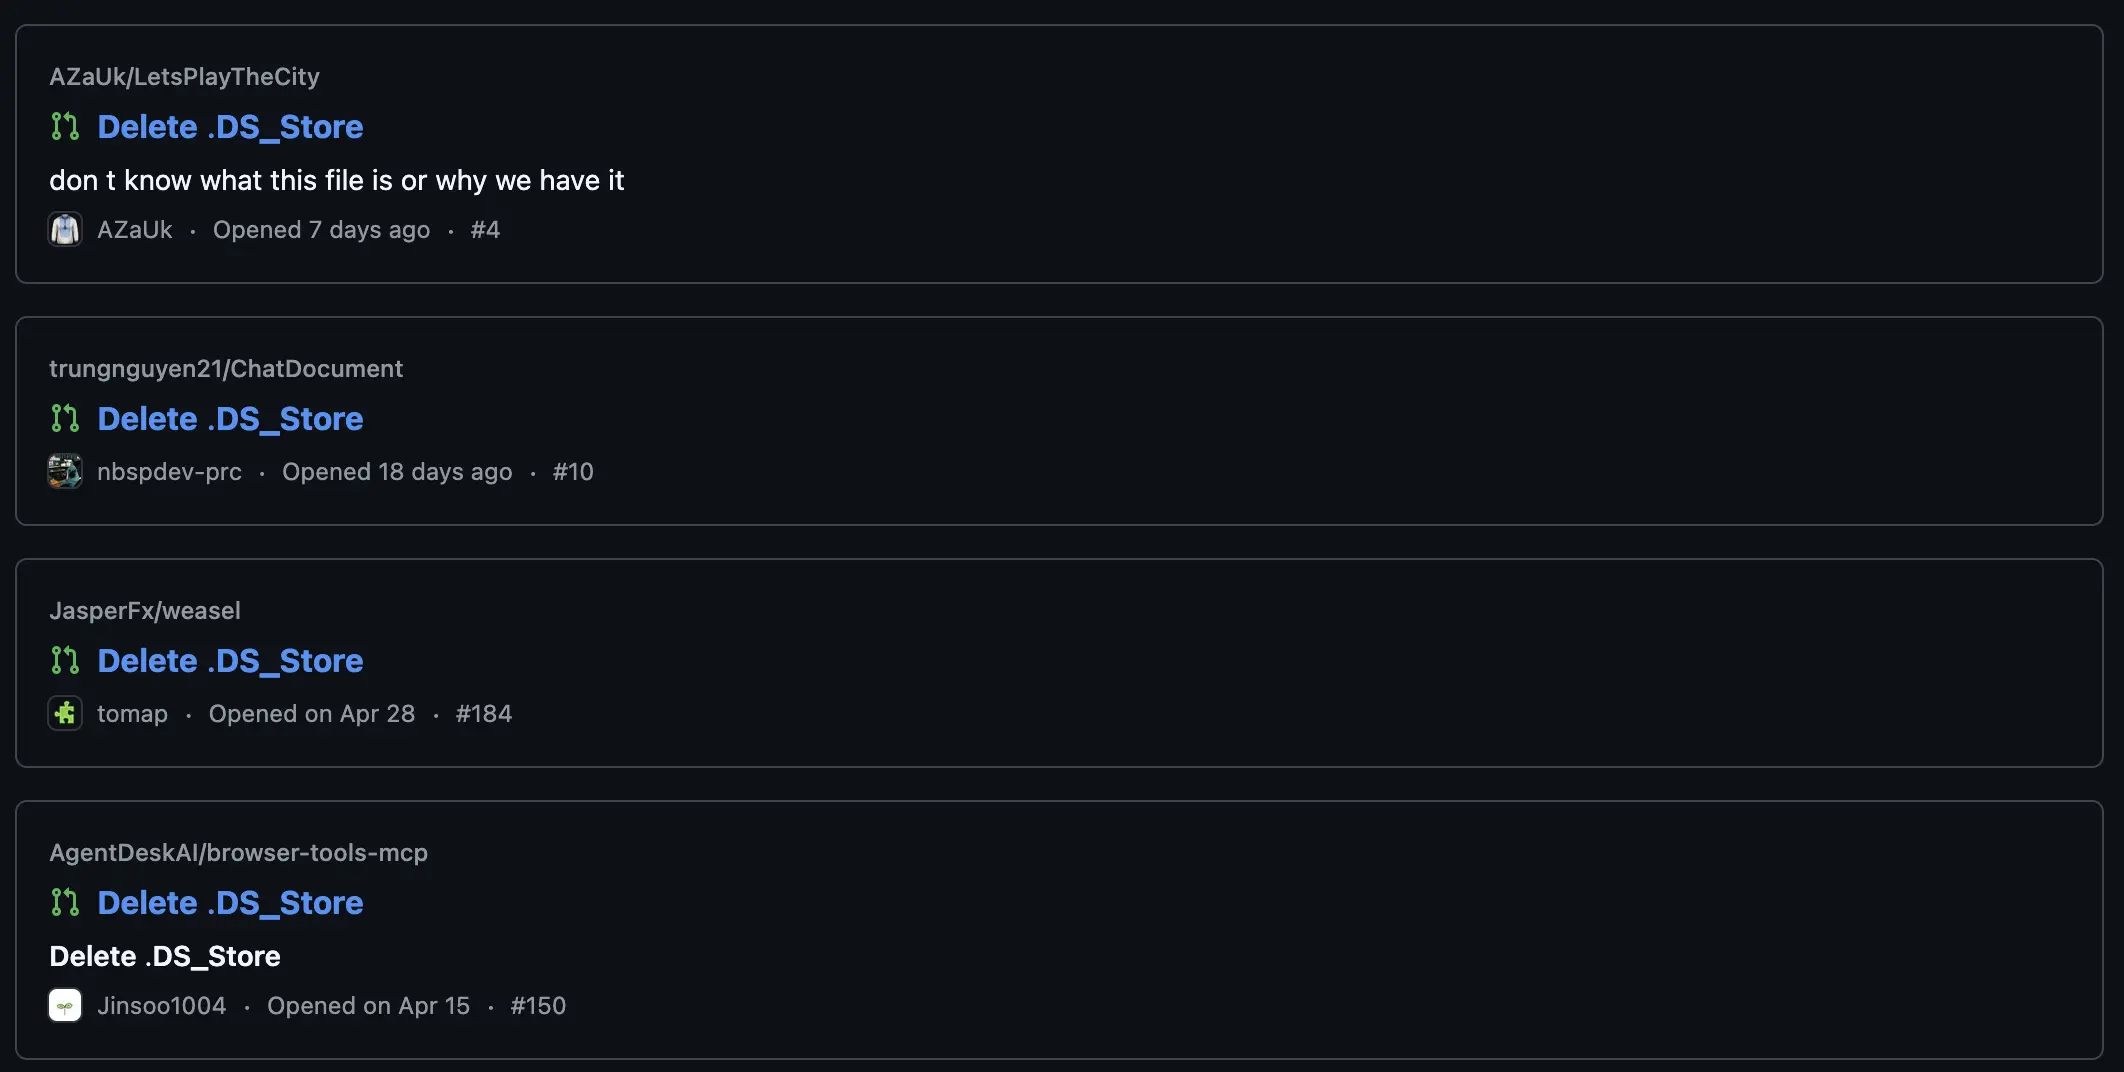 AZaUk/LetsPlayTheCity
Delete .DS_Store
don t know what this file is or why we have it
AZaUk · Opened 7 days ago · #4
trungnguyen21/ChatDocument
Delete .DS_Store
nbspdev-prc · Opened 18 days ago · #10
JasperFx/weasel
Delete .DS_Store
tomap · Opened on Apr 28 · #184
AgentDeskAI/browser-tools-mcp
Delete .DS_Store
Delete .DS_Store
Jinsoo1004 · Opened on Apr 15 · #150